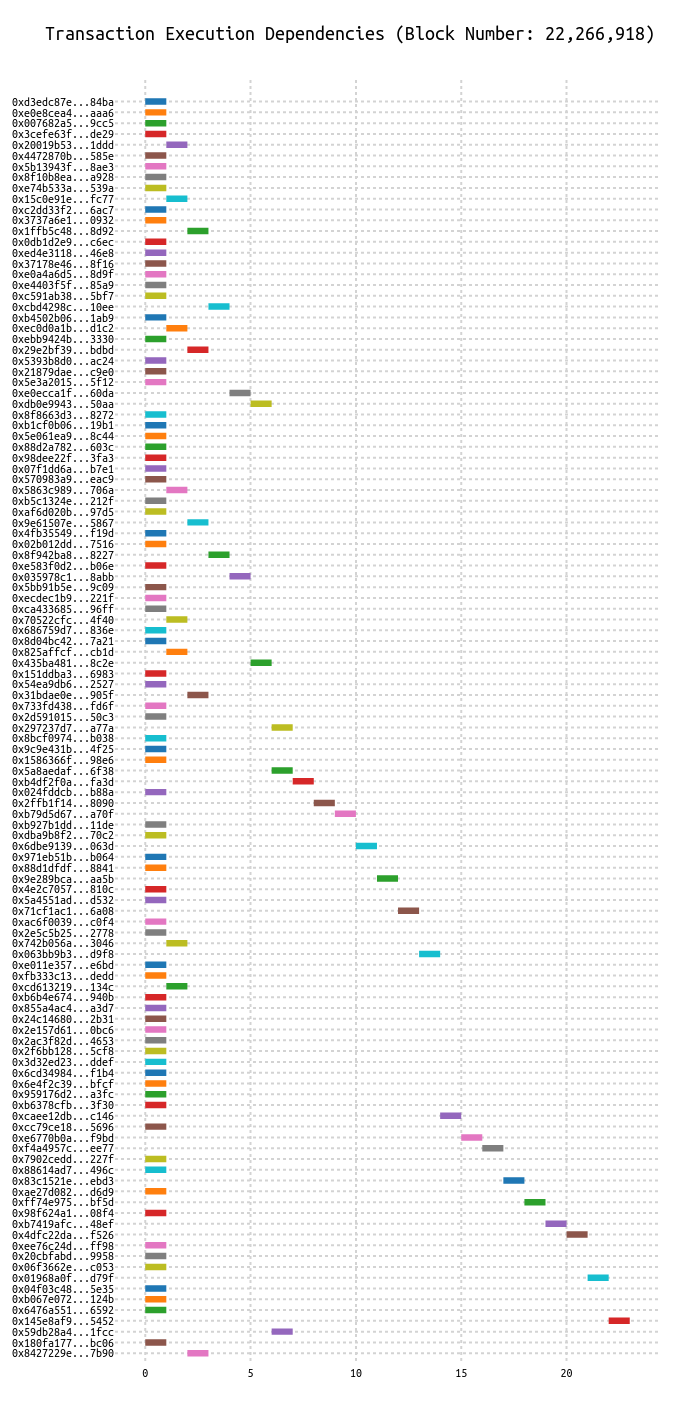 Transaction Execution Dependencies (Block Number: 22,266,918)
0xd3edc87e...84ba
0xe0e8cea4...aaa6
0x007682a5...9cc5
0x3cefe63f...de29
0x20019b53...1ddd
0x4472870b...585e
0x5b13943f...8ae3
0x8f10b8ea...a928
0xe74b533a...539a
0x15c0e91e...fc77
0xc2dd33f2...6ac7
0x3737a6e1...0932
0x1ffb5c48...8d92
0x0db1d2e9...c6ec
0xed4e3118...46e8
0x37178e46...8f16
0xe0a4a6d5...8d9f
0xe4403f5f...85a9
0xc591ab38...5bf7
0xcbd4298c...10ee
0xb4502b06...1ab9
0xec0d0a1b...d1c2
0xebb9424b...3330
0x29e2bf39...bdbd
0x5393b8d0...ac24
0x21879dae...c9e0
0x5e3a2015...5f12
0xe0ecca1f...60da
0xdb0e9943...50aa
0x8f8663d3...8272
0xb1cf0b06...19b1
0x5e061ea9...8c44
0x88d2a782...603c
0x98dee22f...3fa3
0x07f1dd6a...b7e1
0x570983a9...eac9
0x5863c989...706a
0xb5c1324e...212f
0xaf6d020b...97d5
0x9e61507e...5867
0x4fb35549...f19d
0x02b012dd...7516
0x8f942ba8...8227
0xe583f0d2...b06e
0x035978c1...8abb
0x5bb91b5e...9c09
0xecdec1b9...221f
0xca433685...96ff
0x70522cfc...4f40
0x686759d7...836e
0x8d04bc42...7a21
0x825affcf...cb1d
0x435ba481...8c2e
0x151ddba3...6983
0x54ea9db6...2527
0x31bdae0e...905f
0x733fd438...fd6f
0x2d591015...50c3
0x297237d7...a77a
0x8bcf0974...b038
0x9c9e431b...4f25
0x1586366f...98e6
0x5a8aedaf...6f38
0xb4df2f0a...fa3d
0x024fddcb...b88a
0x2ffb1f14...8090
0xb79d5d67...a70f
0xb927b1dd...11de
0xdba9b8f2...70c2
0x6dbe9139...063d
0x971eb51b...b064
0x88d1dfdf...8841
0x9e289bca...aa5b
0x4e2c7057...810c
0x5a4551ad...d532
0x71cf1ac1...6a08
0xac6f0039...c0f4
0x2e5c5b25...2778
0x742b056a...3046
0x063bb9b3...d9f8
0xe011e357...e6bd
0xfb333c13...dedd
0xcd613219...134c
0xb6b4e674...940b
0x855a4ac4...a3d7
0x24c14680...2b31
0x2e157d61...0bc6
0x2ac3f82d...4653
0x2f6bb128...5cf8
0x3d32ed23...ddef
0x6cd34984...f1b4
0x6e4f2c39...bfcf
0x959176d2...a3fc
0xb6378cfb...3f30
0xcaee12db...c146
0xcc79ce18...5696
0xe6770b0a...f9bd
0xf4a4957c...ee77
0x7902cedd...227f
0x88614ad7...496c
0x83c1521e...ebd3
0xae27d082...d6d9
0xff74e975...bf5d
0x98f624a1...08f4
0xb7419afc...48ef
0x4dfc22da...f526
0xee76c24d...ff98
0x20cbfabd...9958
0x06f3662e...c053
0x01968a0f...d79f
0x04f03c48...5e35
0xb067e072...124b
0x6476a551...6592
0x145e8af9...5452
0x59db28a4...1fcc
0x180fa177...bc06
0x8427229e...7b90
0 5 10 15 20